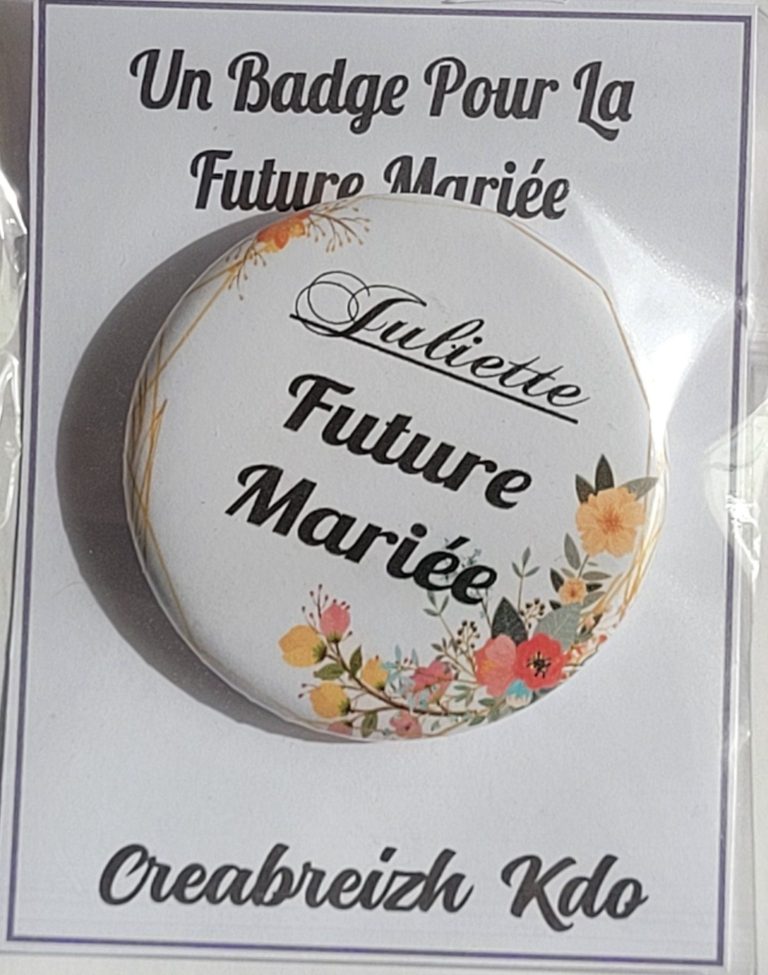 Un Badge Pour La
Future Mariée
Juliette
Future
Mariée
Creabreizh Kdo